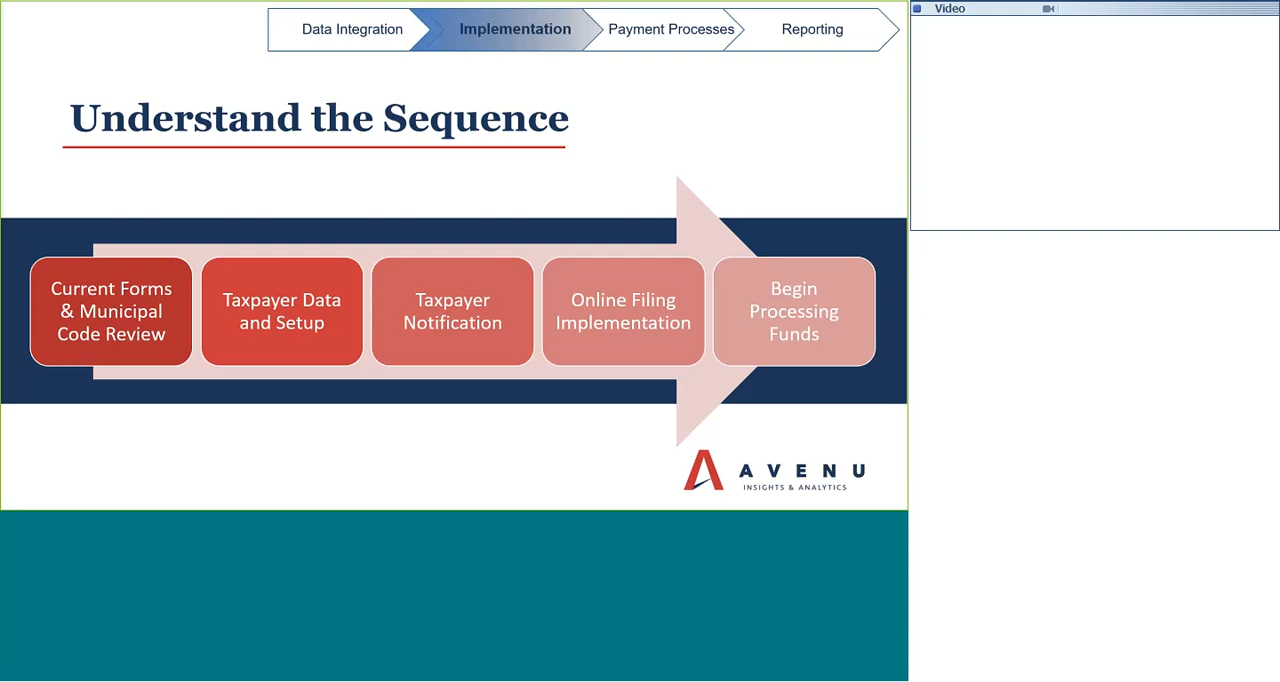 Data Integration
Implementation
Payment Processes
Reporting
Video
Understand the Sequence
Current Forms
& Municipal
Code Review
Taxpayer Data
and Setup
Taxpayer
Notification
Online Filing
Implementation
Begin
Processing
Funds
AVENU
INSIGHTS & ANALYTICS